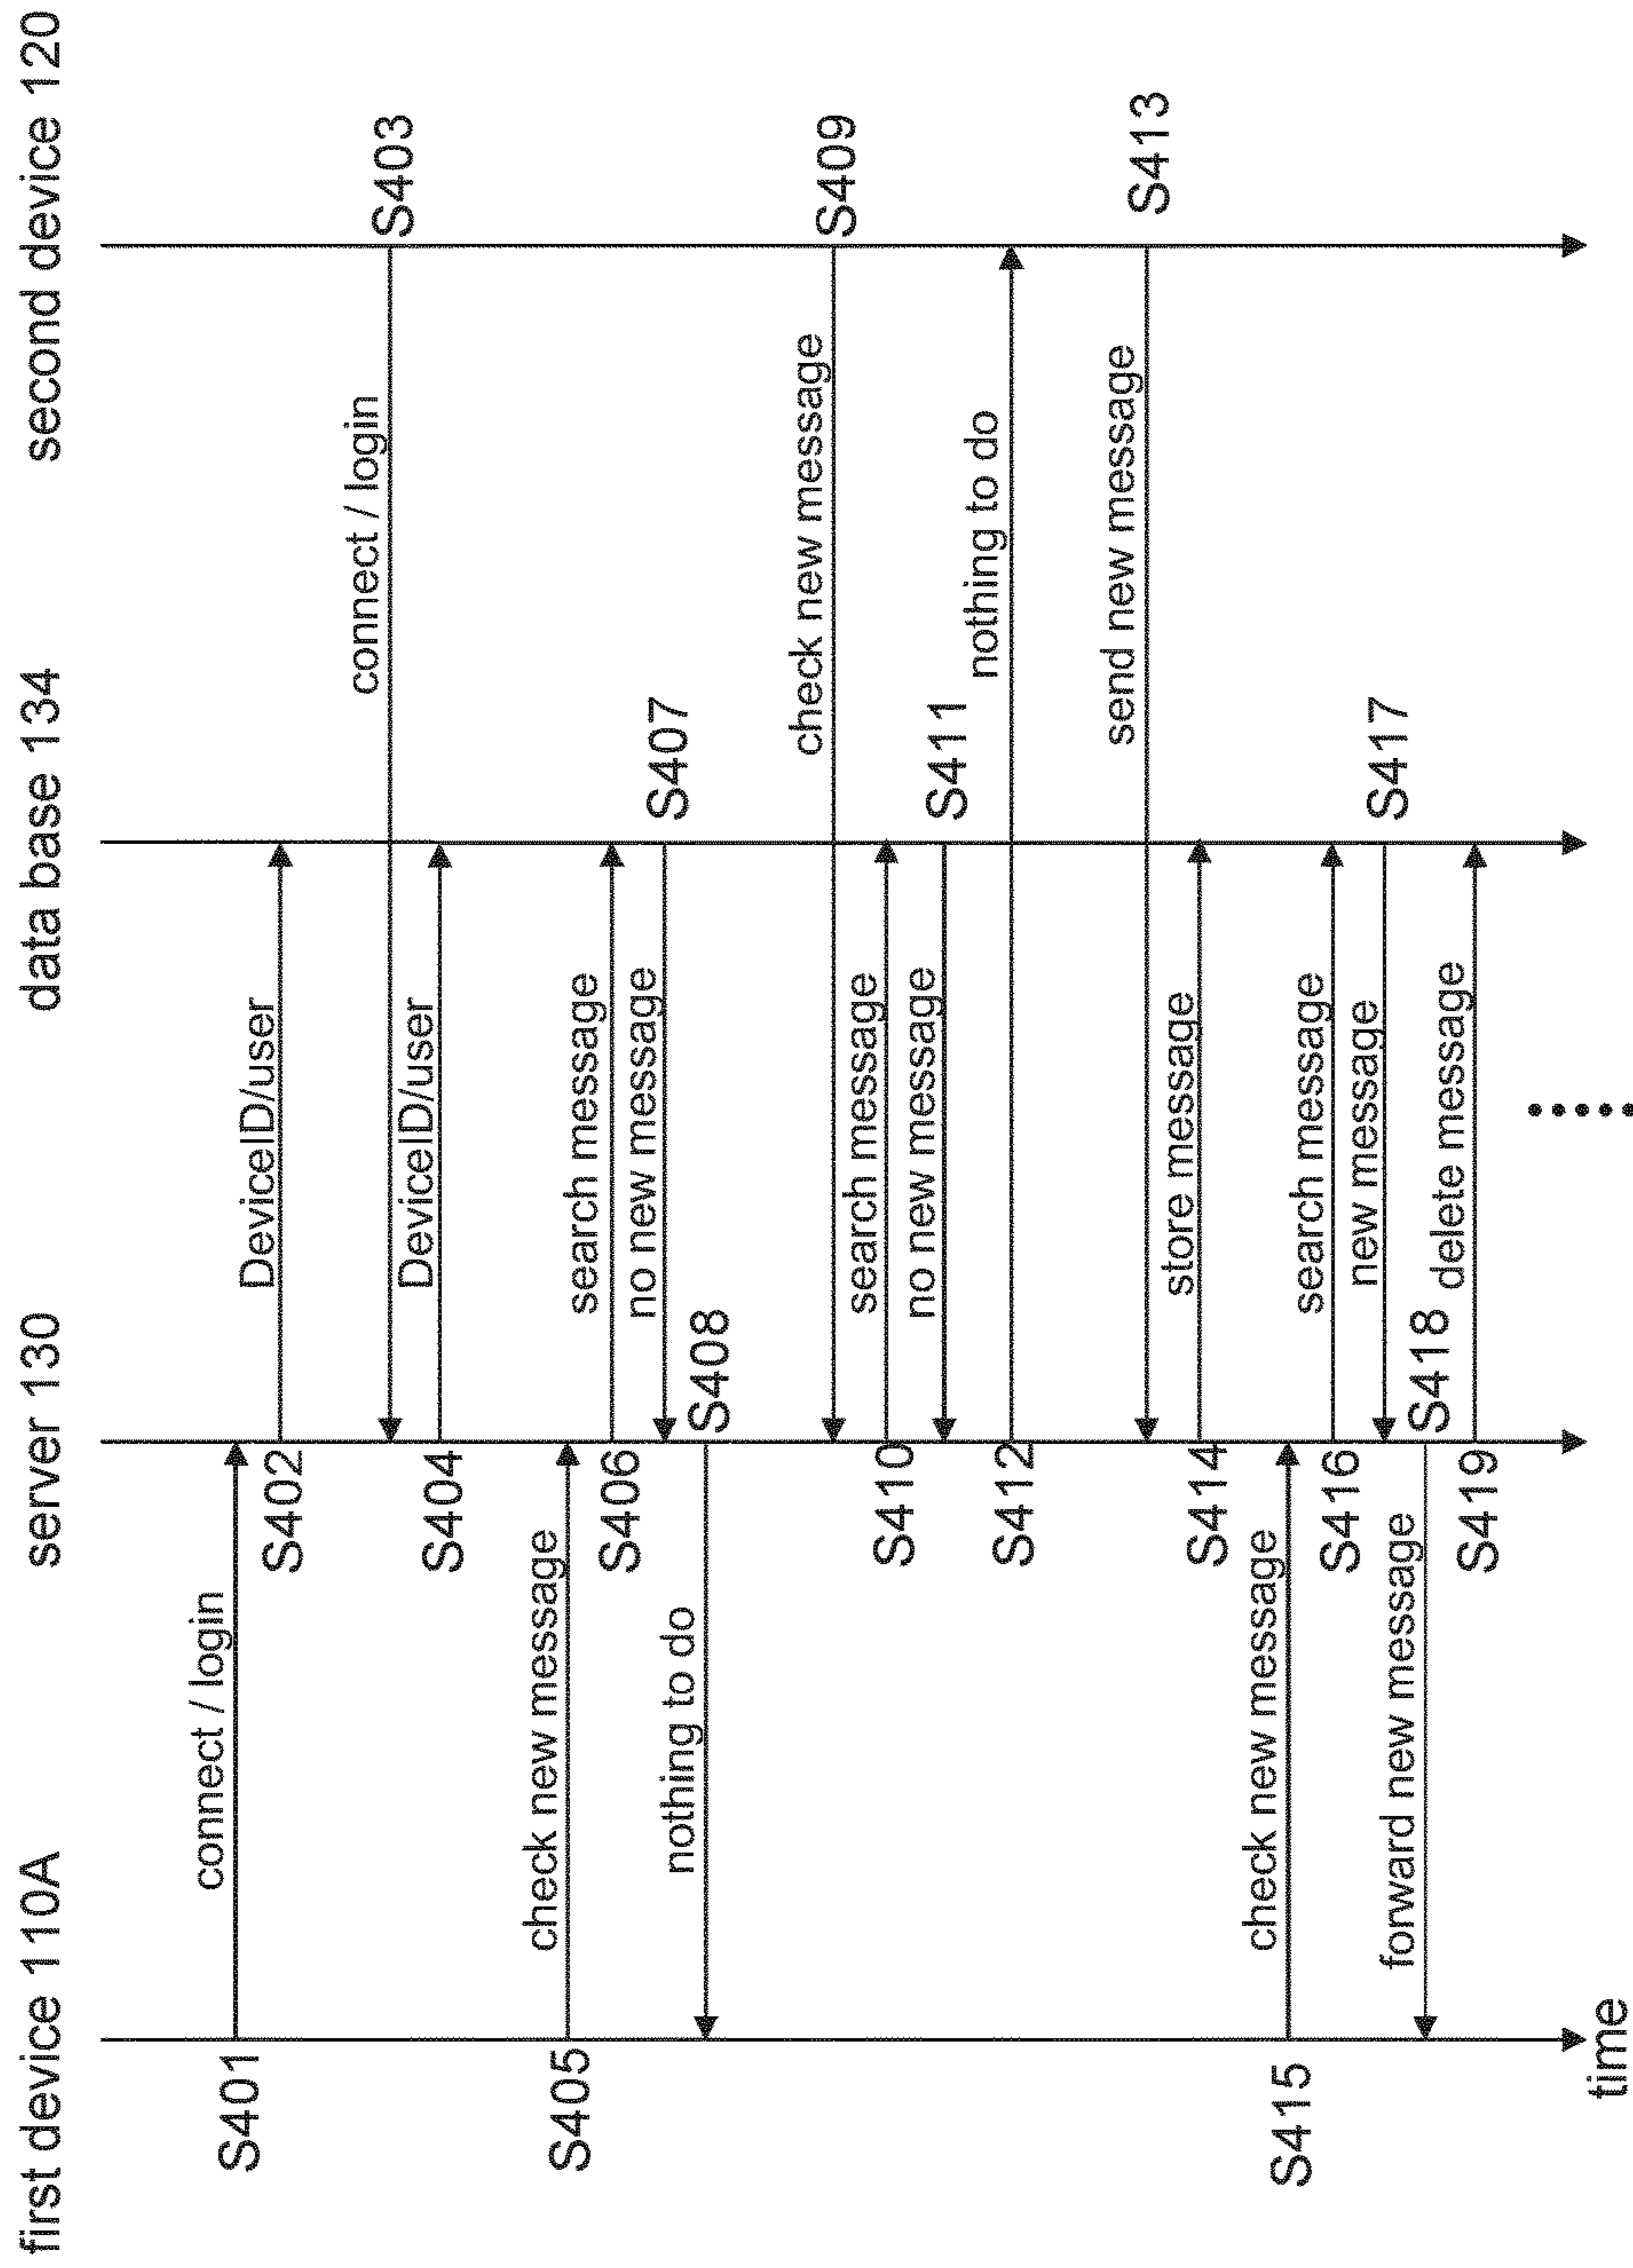 first device 110A
server 130
data base 134
second device 120
S401
connect / login
S402
DeviceID/user
connect / login
S403
S404
DeviceID/user
S405
check new message
S406
search message
no new message
S407
nothing to do
S408
check new message
S409
S410
search message
no new message
S411
S412
nothing to do
send new message
S413
S414
store message
S415
check new message
S416
search message
new message
S417
forward new message
S418
S419
delete message
time